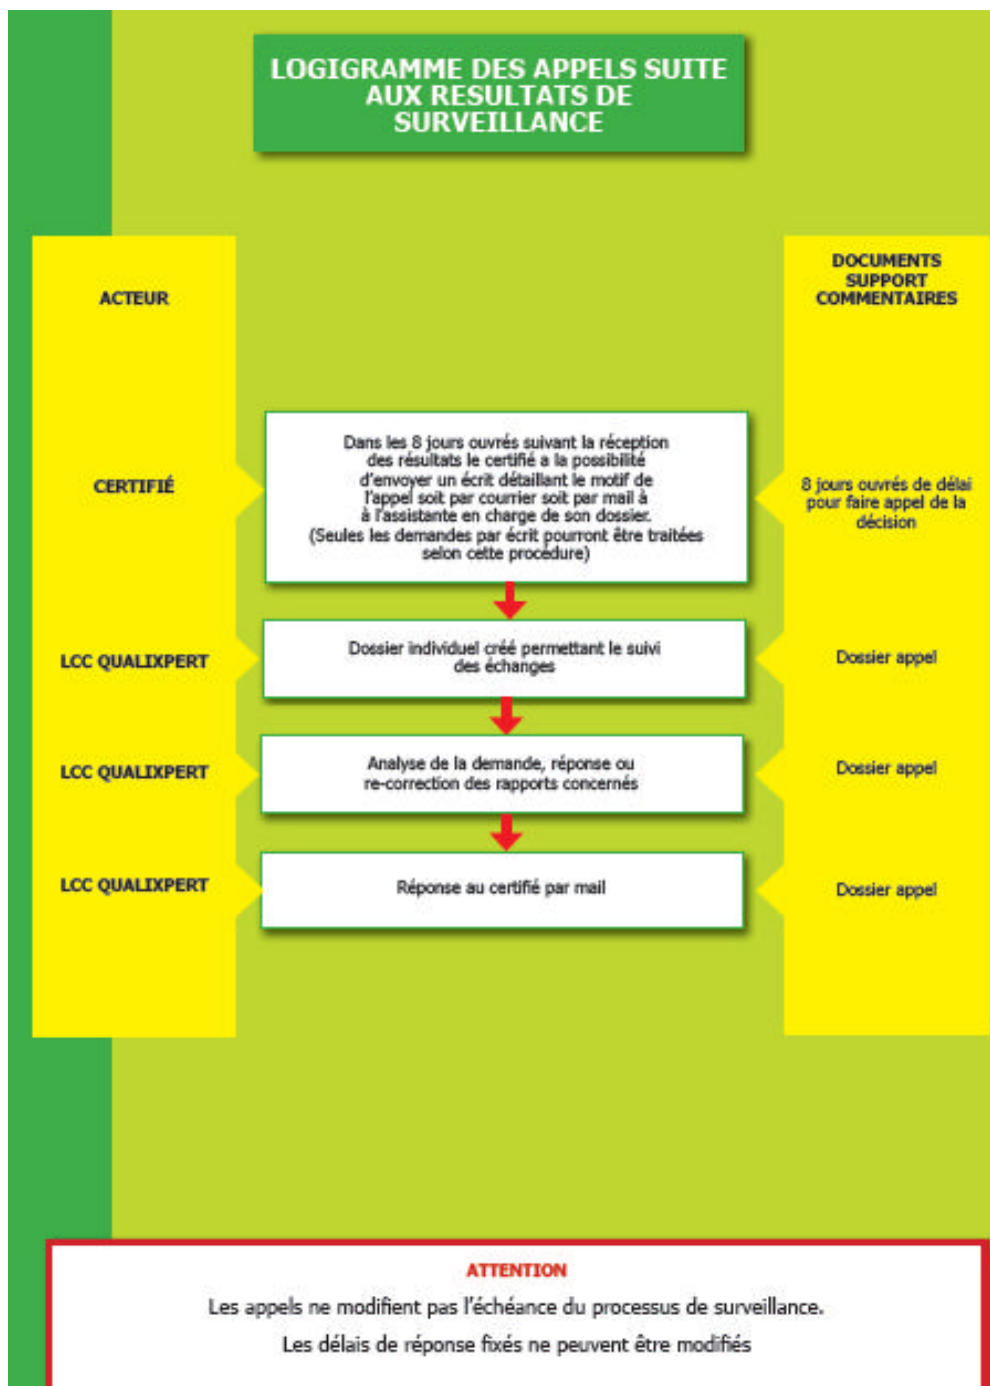 LOGIGRAMME DES APPELS SUITE
AUX RESULTATS DE
SURVEILLANCE
ACTEUR
DOCUMENTS
SUPPORT
COMMENTAIRES
CERTIFIÉ
Dans les 8 jours ouvrés suivant la réception
des résultats le certifié a la possibilité
d'envoyer un écrit détaillant le motif de
l'appel soit par courrier soit par mail à
à l'assistante en charge de son dossier.
(Seules les demandes par écrit pourront être traitées
selon cette procédure)
8 jours ouvrés de délai
pour faire appel de la
décision
LCC QUALIXPERT
Dossier individuel créé permettant le suivi
des échanges
Dossier appel
LCC QUALIXPERT
Analyse de la demande, réponse ou
re-correction des rapports concernés
Dossier appel
LCC QUALIXPERT
Réponse au certifié par mail
Dossier appel
ATTENTION
Les appels ne modifient pas l'échéance du processus de surveillance.
Les délais de réponse fixés ne peuvent être modifiés